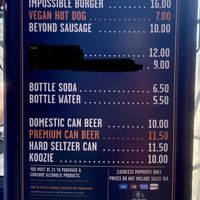 IMPOSSIBLE BURGER ........ 16.00
VEGAN HOT DOG ............ 7.00
BEYOND SAUSAGE .......... 10.00
12.00
9.00
BOTTLE SODA ................ 6.50
BOTTLE WATER .............. 5.50
DOMESTIC CAN BEER ..... 10.00
PREMIUM CAN BEER ....... 11.50
HARD SELTZER CAN ........ 11.50
KOOZIE ...................... 10.00
YOU MUST BE 21 TO PURCHASE &
CONSUME ALCOHOLIC PRODUCTS.
CASHLESS PAYMENTS ONLY.
PRICES DO NOT INCLUDE SALES TAX.